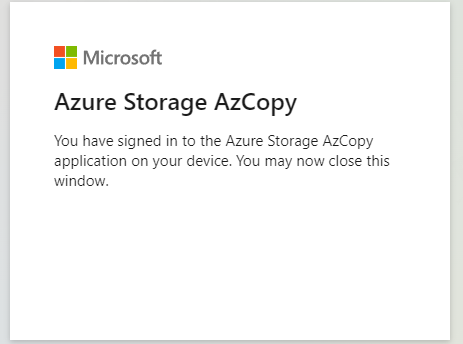 Microsoft
Azure Storage AzCopy
You have signed in to the Azure Storage AzCopy
application on your device. You may now close this
window.